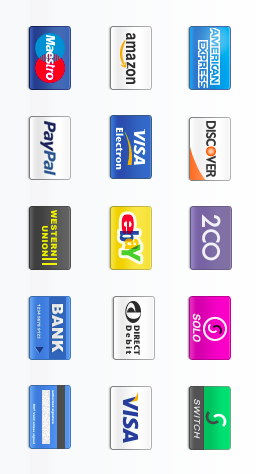 Maestro
amazon
AMERICAN
EXPRESS
PayPal
VISA
Electron
DISCOVER
WESTERN
UNION
ebay
2CO
BANK
DIRECT
Debit
SOLO
VISA
SWITCH